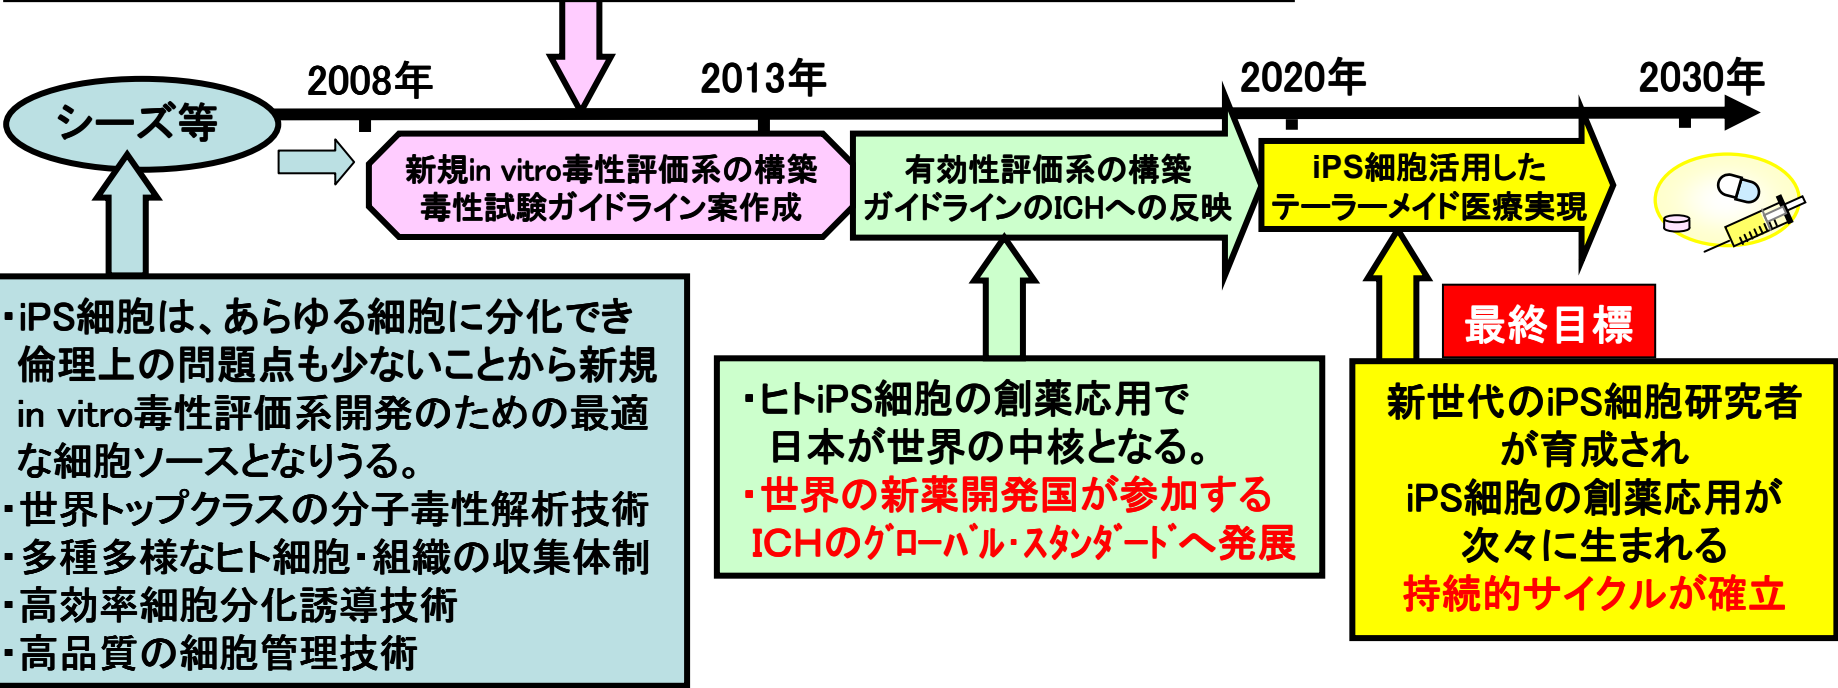 2008年
2013年
2020年
2030年
シーズ等
新規in vitro毒性評価系の構築
毒性試験ガイドライン案作成
有効性評価系の構築
ガイドラインのICHへの反映
iPS細胞活用した
テーラーメイド医療実現
・iPS細胞は、あらゆる細胞に分化でき
倫理上の問題点も少ないことから新規
in vitro毒性評価系開発のための最適
な細胞ソースとなりうる。
・世界トップクラスの分子毒性解析技術
・多種多様なヒト細胞・組織の収集体制
・高効率細胞分化誘導技術
・高品質の細胞管理技術
・ヒトiPS細胞の創薬応用で
日本が世界の中核となる。
・世界の新薬開発国が参加する
ICHのグローバル・スタンダードへ発展
最終目標
新世代のiPS細胞研究者
が育成され
iPS細胞の創薬応用が
次々に生まれる
持続的サイクルが確立